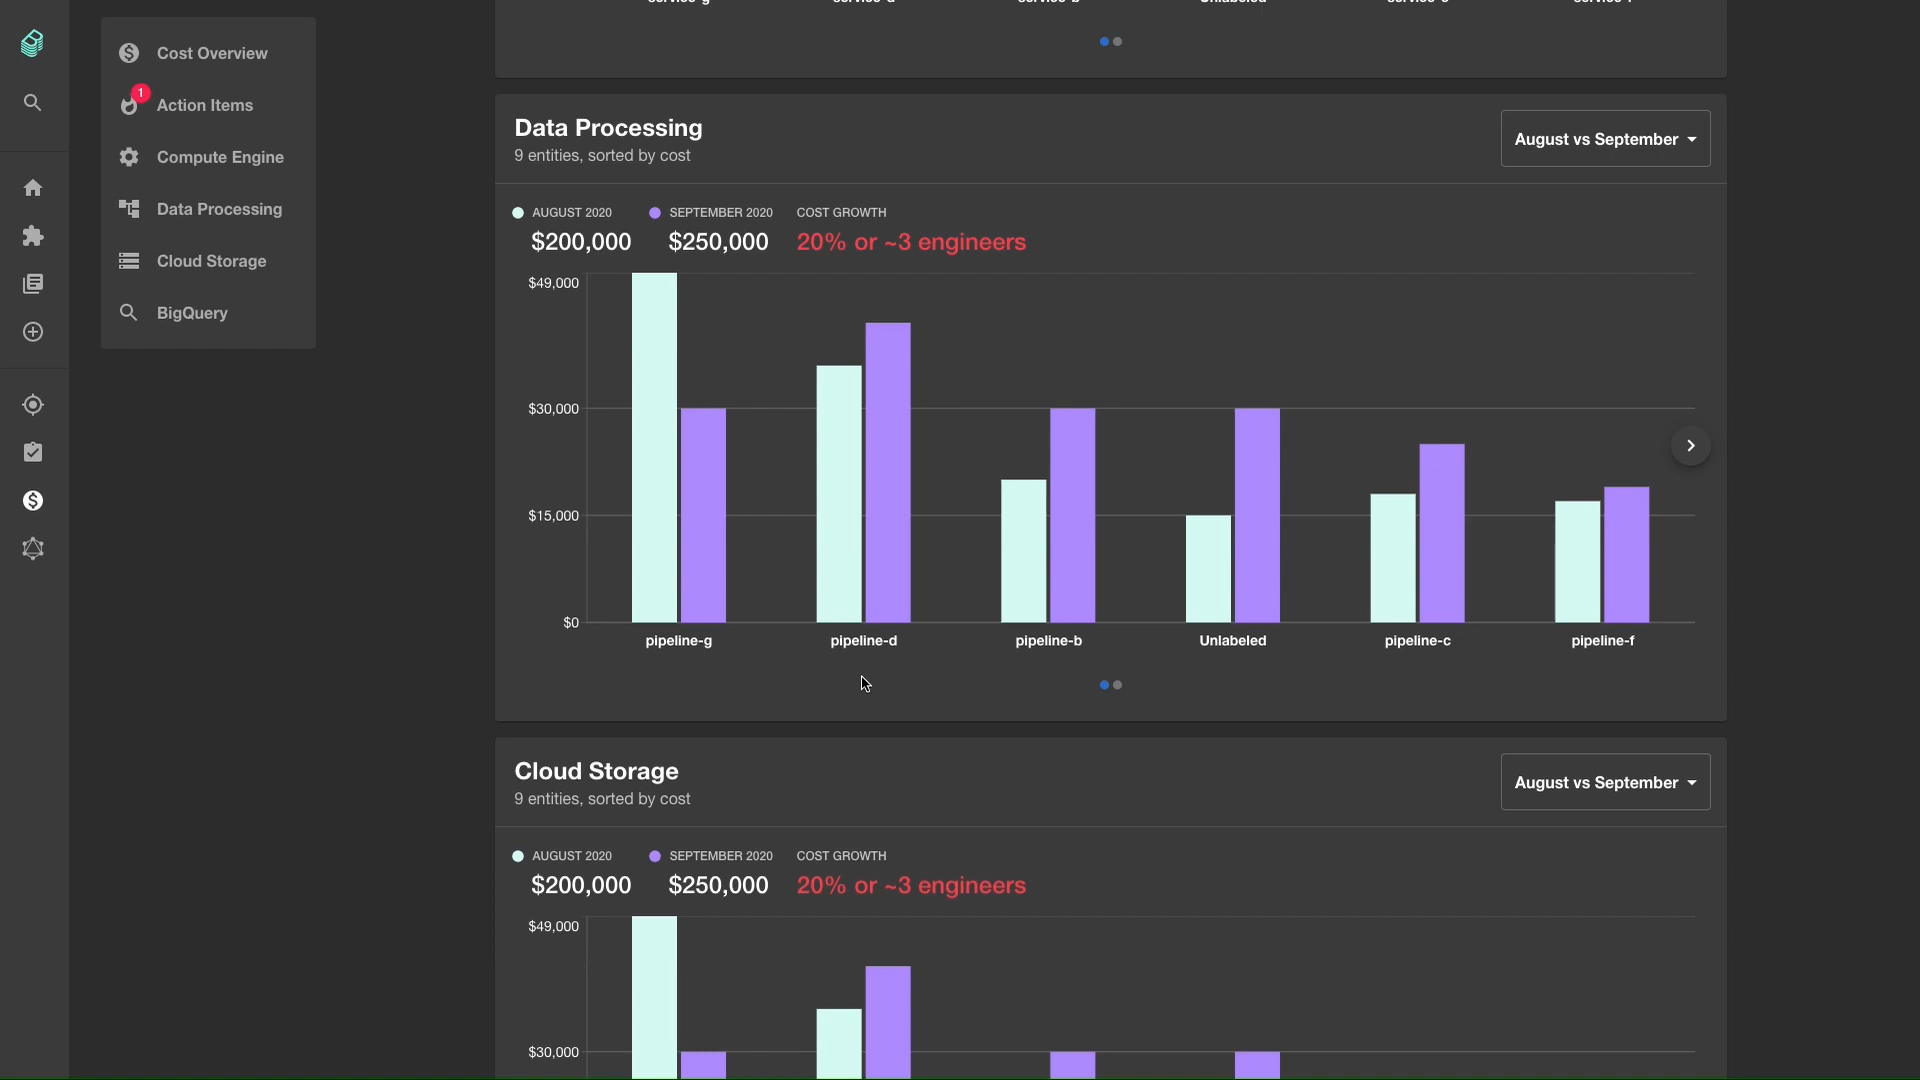 Cost Overview
1
Action Items
Compute Engine
Data Processing
Cloud Storage
BigQuery
Data Processing
9 entities, sorted by cost
August vs September
AUGUST 2020 SEPTEMBER 2020 COST GROWTH
$200,000 $250,000 20% or ~3 engineers
$49,000
$30,000
$15,000
$0
pipeline-g pipeline-d pipeline-b Unlabeled pipeline-c pipeline-f
Cloud Storage
9 entities, sorted by cost
August vs September
AUGUST 2020 SEPTEMBER 2020 COST GROWTH
$200,000 $250,000 20% or ~3 engineers
$49,000
$30,000